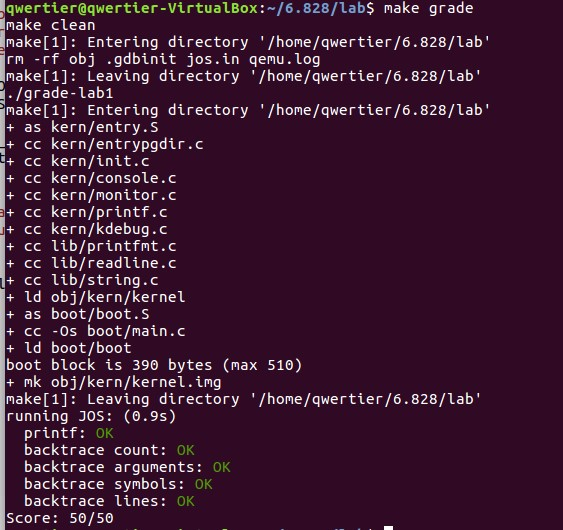 qwertier@qwertier-VirtualBox:~/6.828/lab$ make grade
make clean
make[1]: Entering directory '/home/qwertier/6.828/lab'
rm -rf obj .gdbinit jos.in qemu.log
make[1]: Leaving directory '/home/qwertier/6.828/lab'
./grade-lab1
make[1]: Entering directory '/home/qwertier/6.828/lab'
+ as kern/entry.S
+ cc kern/entrypgdir.c
+ cc kern/init.c
+ cc kern/console.c
+ cc kern/monitor.c
+ cc kern/printf.c
+ cc kern/kdebug.c
+ cc lib/printfmt.c
+ cc lib/readline.c
+ cc lib/string.c
+ ld obj/kern/kernel
+ as boot/boot.S
+ cc -Os boot/main.c
+ ld boot/boot
boot block is 390 bytes (max 510)
+ mk obj/kern/kernel.img
make[1]: Leaving directory '/home/qwertier/6.828/lab'
running JOS: (0.9s)
  printf: OK
  backtrace count: OK
  backtrace arguments: OK
  backtrace symbols: OK
  backtrace lines: OK
Score: 50/50